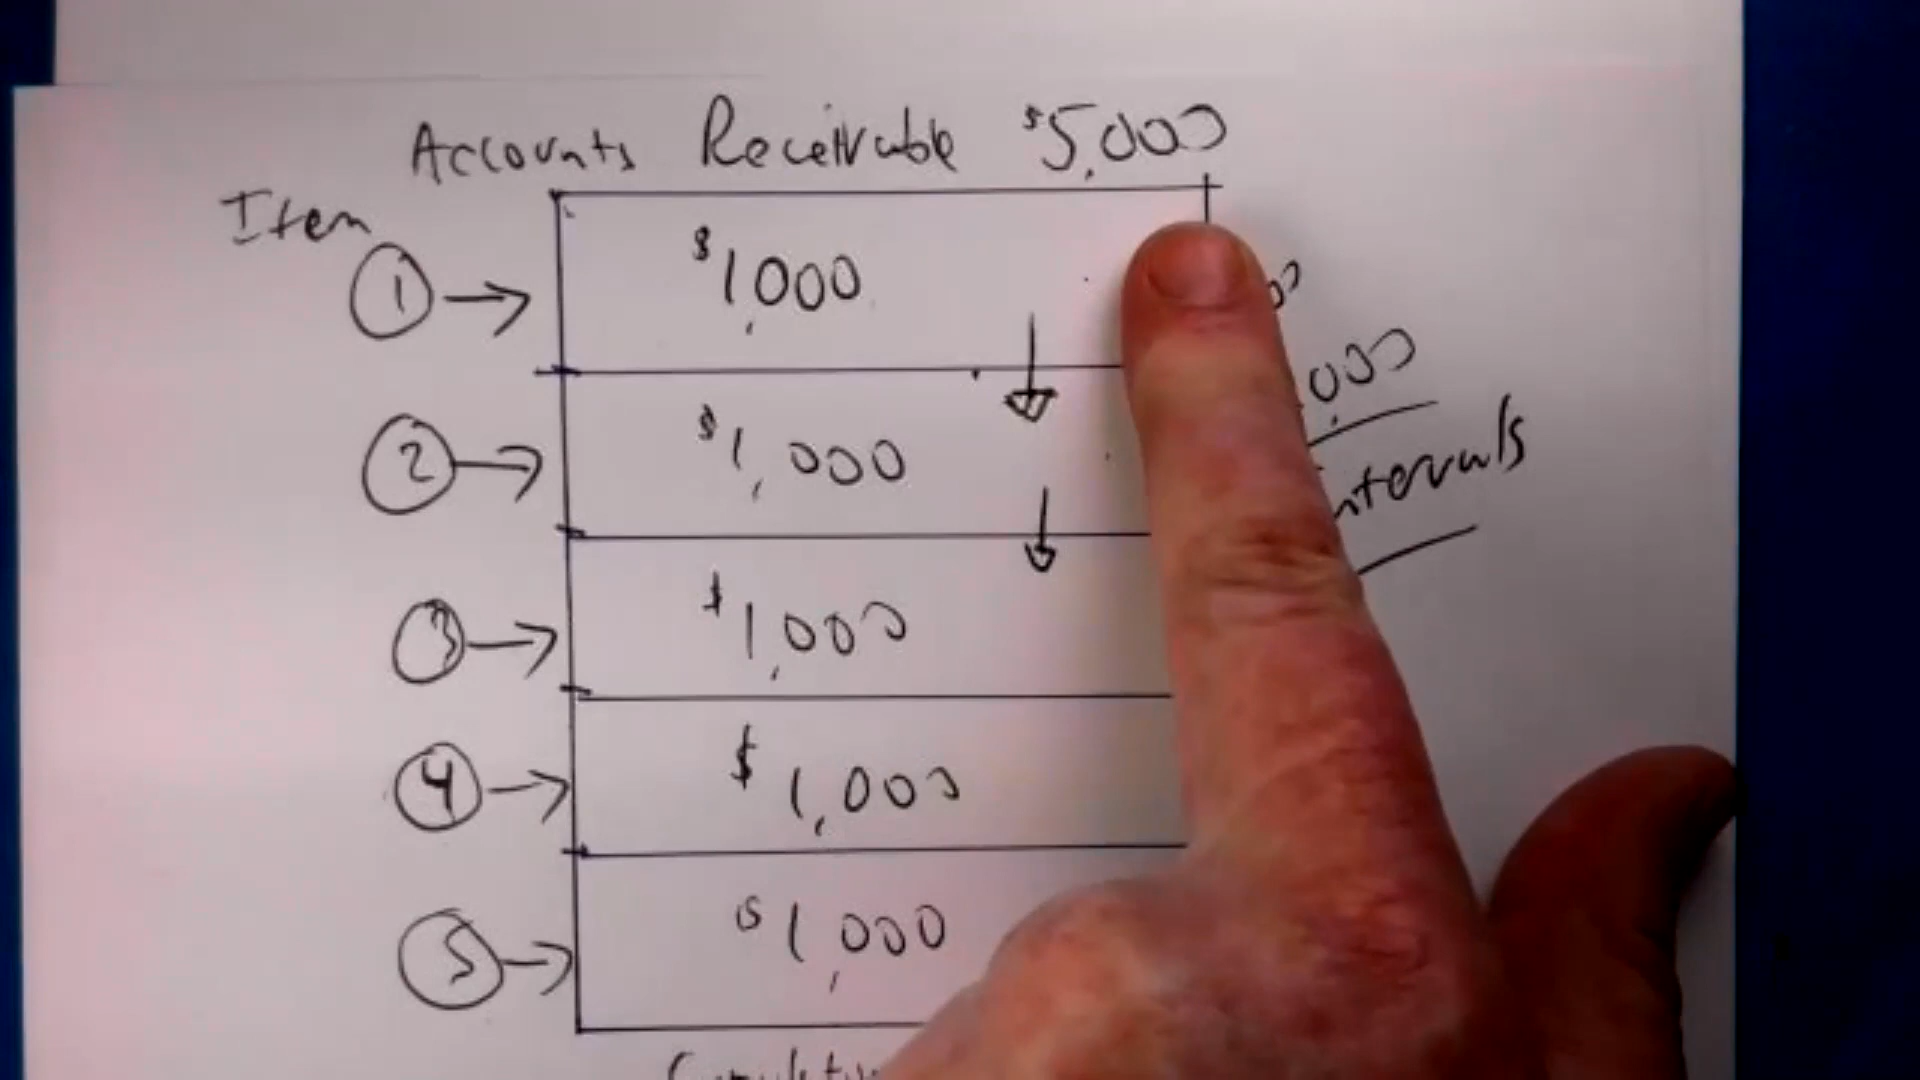 Accounts Receivable $5,000
Item
1 → $1,000
2 → $1,000
3 → $1,000
4 → $1,000
5 → $1,000
,000